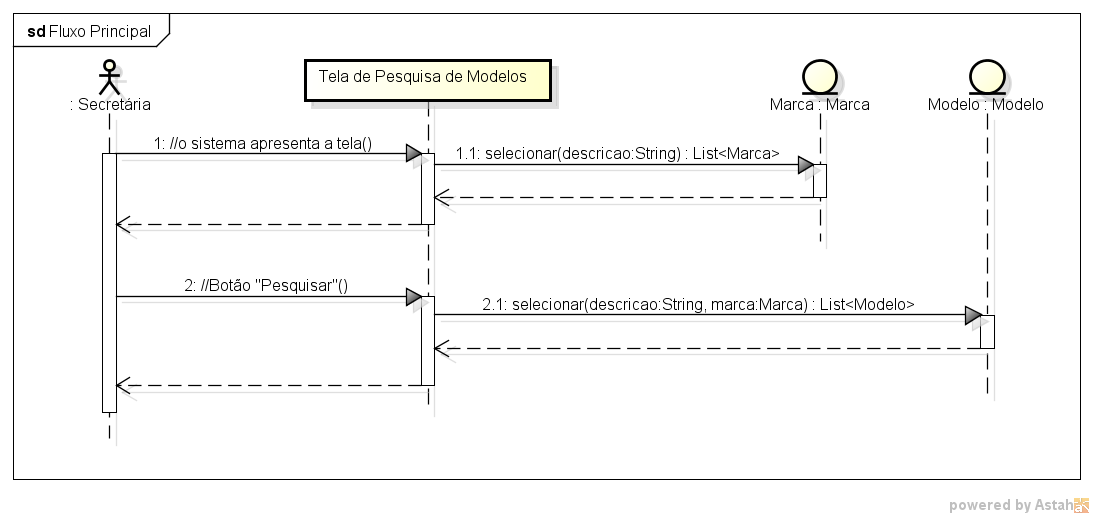 sd Fluxo Principal
Tela de Pesquisa de Modelos
: Secretária
Marca : Marca
Modelo : Modelo
1: //o sistema apresenta a tela()
1.1: selecionar(descricao:String) : List<Marca>
2: //Botão "Pesquisar"()
2.1: selecionar(descricao:String, marca:Marca) : List<Modelo>
powered by Astah